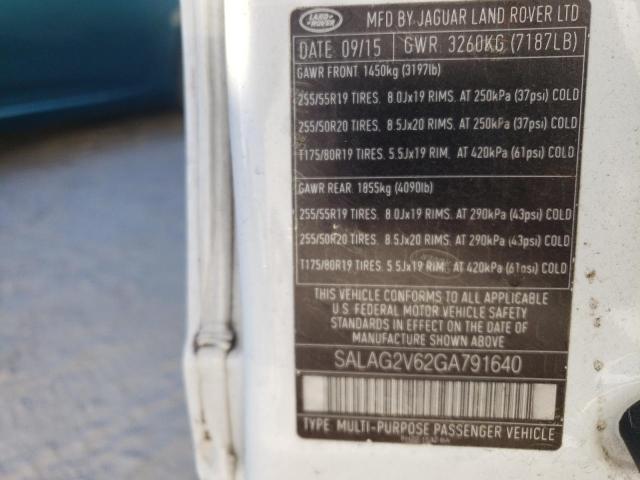 LAND ROVER
MFD BY JAGUAR LAND ROVER LTD
DATE 09/15 GWR 3260KG (7187LB)
GAWR FRONT 1450kg (3197lb)
255/55R19 TIRES. 8.0Jx19 RIMS. AT 250kPa (37psi) COLD
255/50R20 TIRES. 8.5Jx20 RIMS. AT 250kPa (37psi) COLD
T175/80R19 TIRES. 5.5Jx19 RIM. AT 420kPa (61psi) COLD
GAWR REAR 1855kg (4090lb)
255/55R19 TIRES. 8.0Jx19 RIMS. AT 290kPa (43psi) COLD
255/50R20 TIRES. 8.5Jx20 RIMS. AT 290kPa (43psi) COLD
T175/80R19 TIRES. 5.5Jx19 RIM. AT 420kPa (61psi) COLD
THIS VEHICLE CONFORMS TO ALL APPLICABLE
U.S. FEDERAL MOTOR VEHICLE SAFETY
STANDARDS IN EFFECT ON THE DATE OF
MANUFACTURE SHOWN ABOVE
SALAG2V62GA791640
TYPE MULTI-PURPOSE PASSENGER VEHICLE